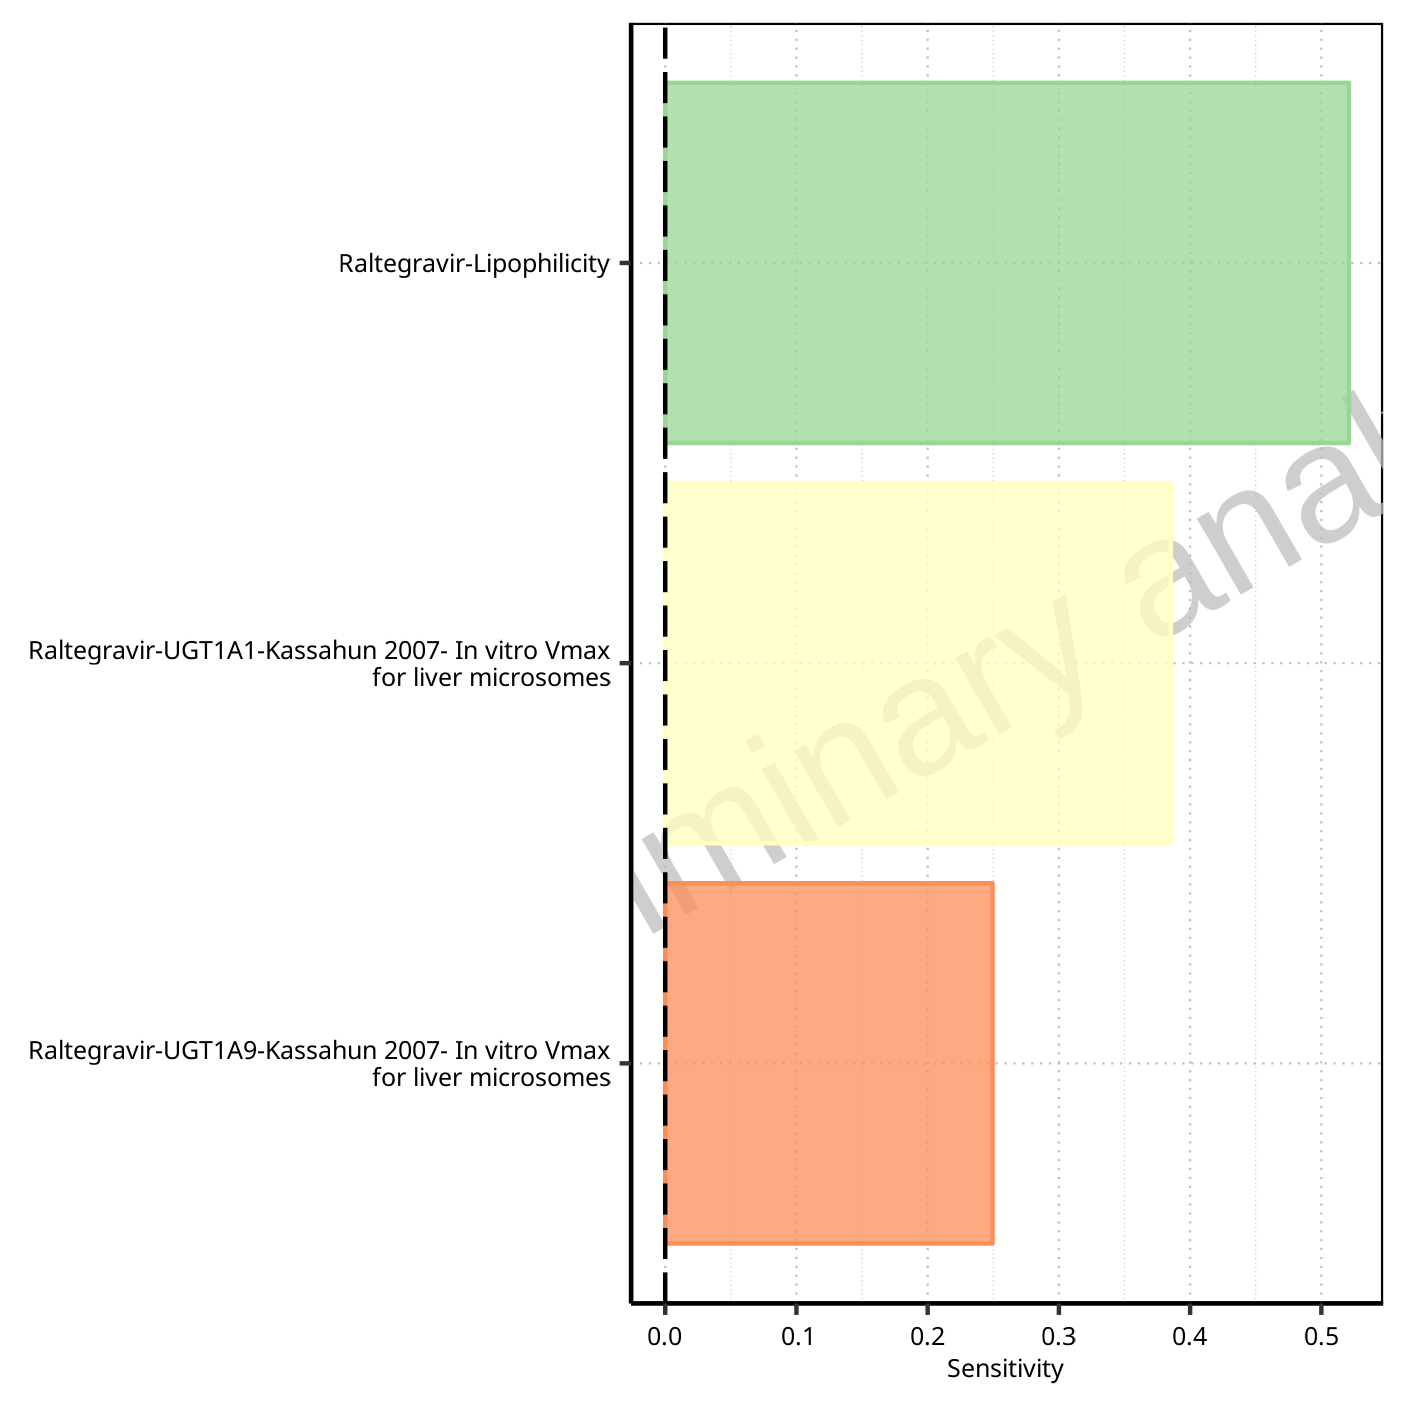 Raltegravir-Lipophilicity
Raltegravir-UGT1A1-Kassahun 2007- In vitro Vmax
for liver microsomes
Raltegravir-UGT1A9-Kassahun 2007- In vitro Vmax
for liver microsomes
minary anal
0.0 0.1 0.2 0.3 0.4 0.5
Sensitivity